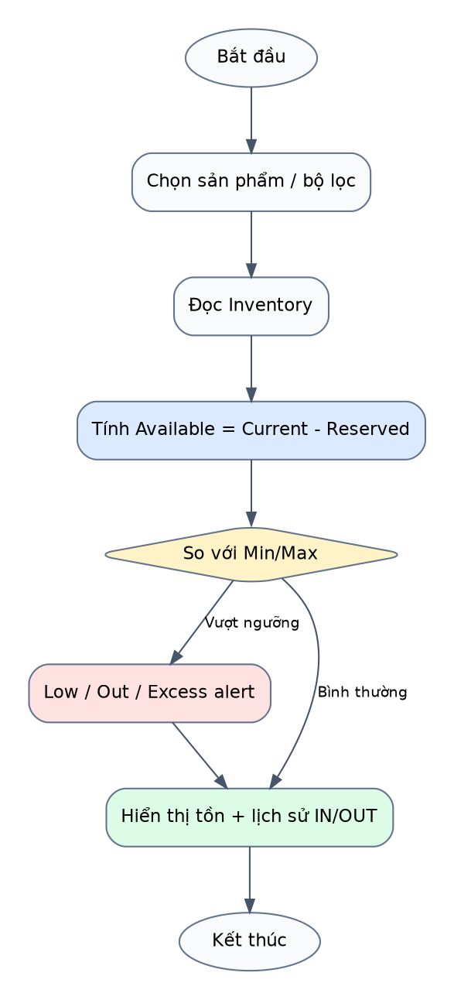 Bắt đầu
Chọn sản phẩm / bộ lọc
Đọc Inventory
Tính Available = Current - Reserved
So với Min/Max
Vượt ngưỡng
Low / Out / Excess alert
Bình thường
Hiển thị tồn + lịch sử IN/OUT
Kết thúc